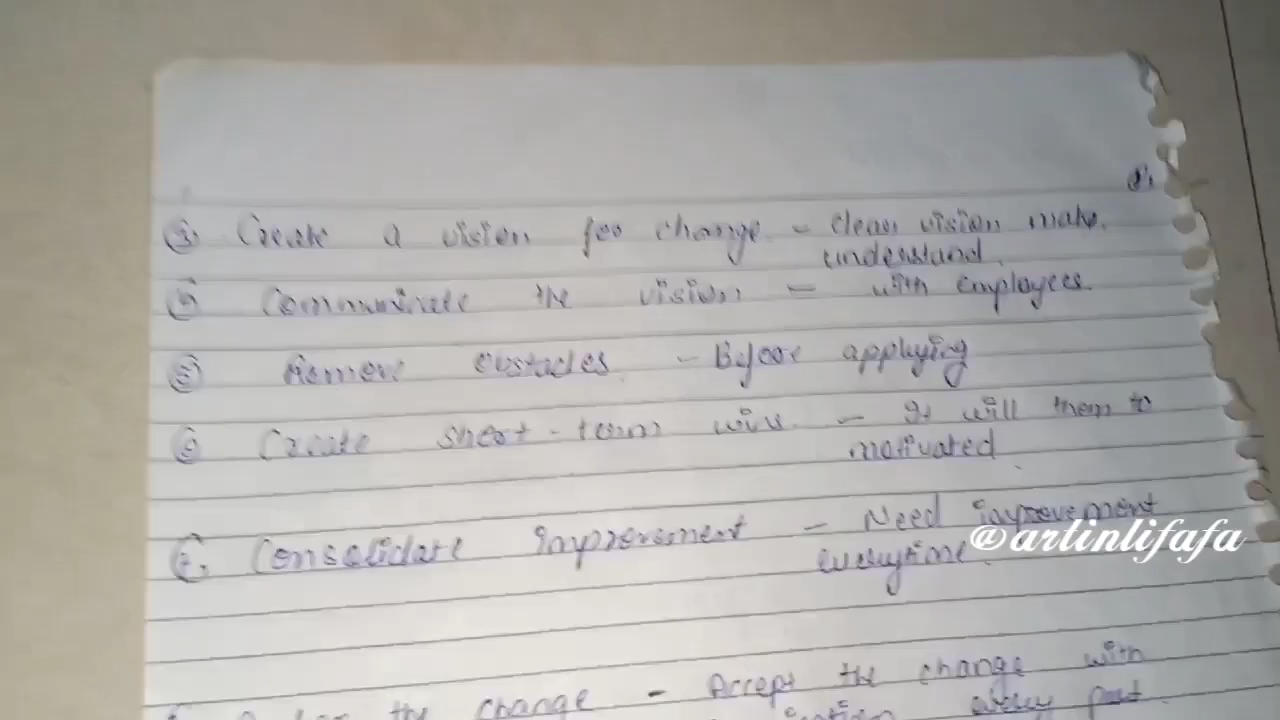 ③ Create a vision for change - Clear vision make
understand.
④ Communicate the vision - with employees.
⑤ Remove obstacles - Before applying
⑥ Create short-term wins - It will them to
motivated
7. Consolidate improvement - Need improvement
everytime.
@artinlifafa
the change - Accept the change with
every part